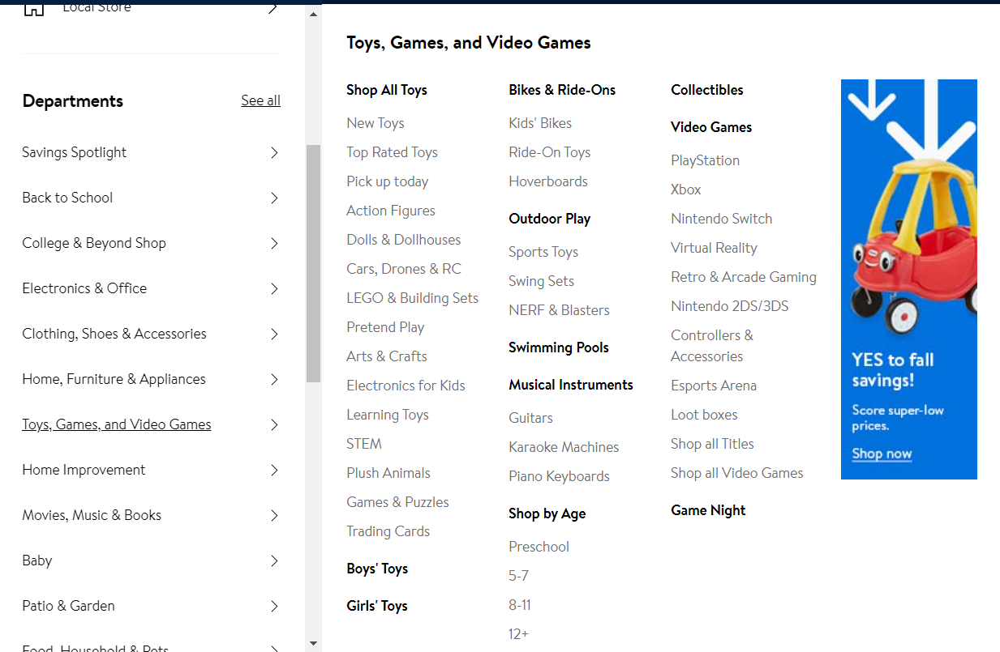 Local Store
Departments
See all
Savings Spotlight
Back to School
College & Beyond Shop
Electronics & Office
Clothing, Shoes & Accessories
Home, Furniture & Appliances
Toys, Games, and Video Games
Home Improvement
Movies, Music & Books
Baby
Patio & Garden
Food, Household & Pets
Toys, Games, and Video Games
Shop All Toys
New Toys
Top Rated Toys
Pick up today
Action Figures
Dolls & Dollhouses
Cars, Drones & RC
LEGO & Building Sets
Pretend Play
Arts & Crafts
Electronics for Kids
Learning Toys
STEM
Plush Animals
Games & Puzzles
Trading Cards
Boys' Toys
Girls' Toys
Bikes & Ride-Ons
Kids' Bikes
Ride-On Toys
Hoverboards
Outdoor Play
Sports Toys
Swing Sets
NERF & Blasters
Swimming Pools
Musical Instruments
Guitars
Karaoke Machines
Piano Keyboards
Shop by Age
Preschool
5-7
8-11
12+
Collectibles
Video Games
PlayStation
Xbox
Nintendo Switch
Virtual Reality
Retro & Arcade Gaming
Nintendo 2DS/3DS
Controllers &
Accessories
Esports Arena
Loot boxes
Shop all Titles
Shop all Video Games
Game Night
YES to fall
savings!
Score super-low
prices.
Shop now